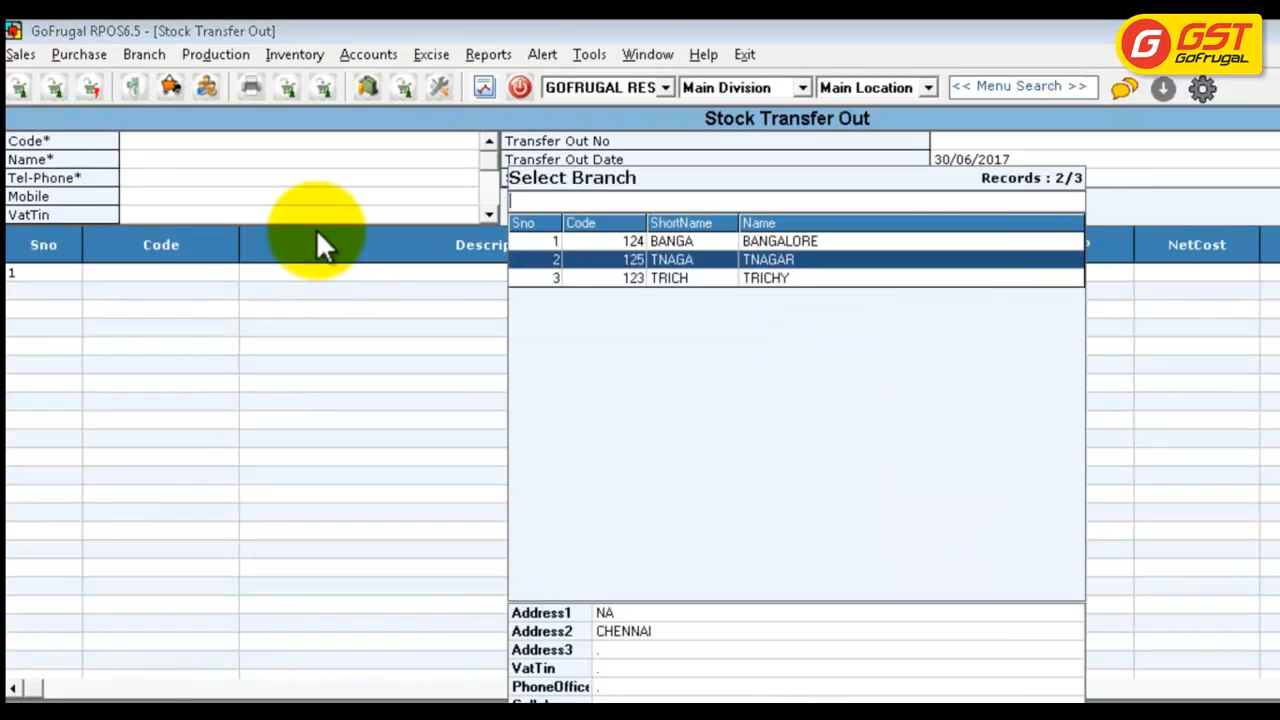 GoFrugal RPOS6.5 - [Stock Transfer Out]
G GST GOFRUGAL
Sales Purchase Branch Production Inventory Accounts Excise Reports Alert Tools Window Help Exit
GOFRUGAL RES Main Division Main Location << Menu Search >>
Stock Transfer Out
Code* Transfer Out No
Name* Transfer Out Date 30/06/2017
Tel-Phone*
Mobile
VatTin
Select Branch Records : 2/3
Sno Code ShortName Name
1 124 BANGA BANGALORE
2 125 TNAGA TNAGAR
3 123 TRICH TRICHY
Sno Code Descrip NetCost
1
Address1 NA
Address2 CHENNAI
Address3 .
VatTin .
PhoneOffice .